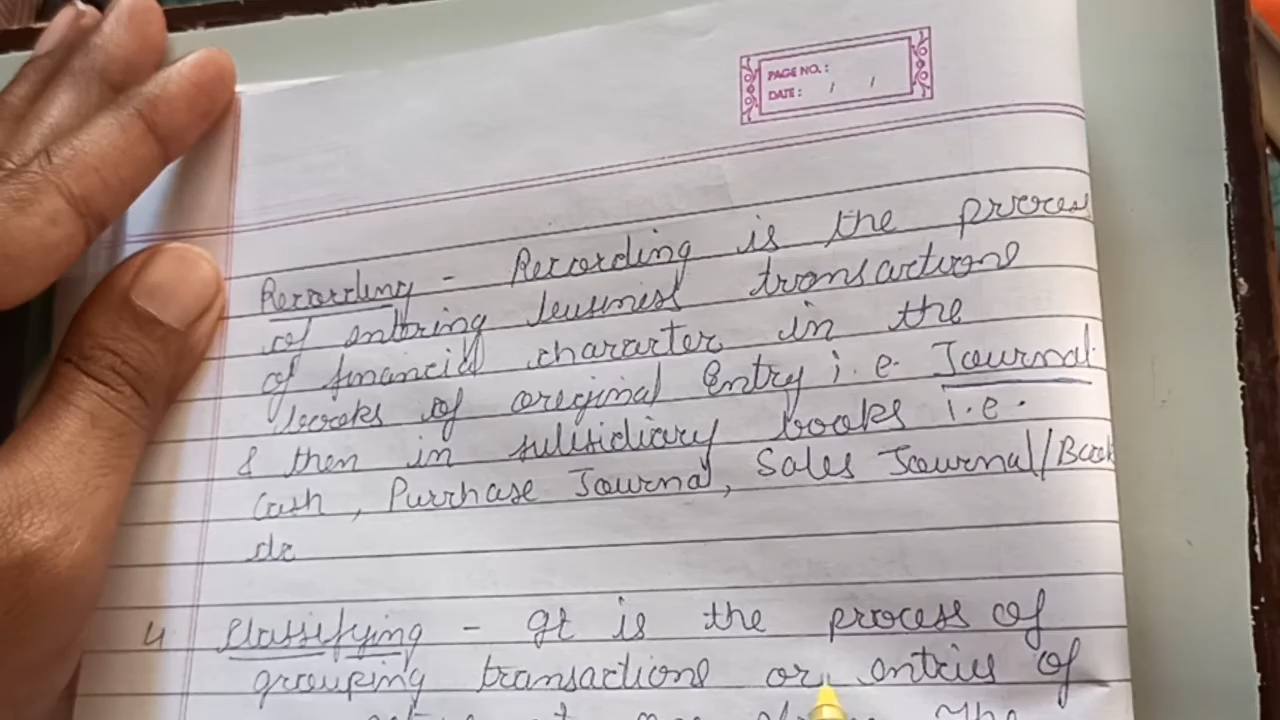 PAGE NO. :
DATE : / /
Recording - Recording is the process
of entering business transactions
of financial character in the
books of original Entry i.e. Journal
& then in subsidiary books i.e.
Cash, Purchase Journal, Sales Journal/Book
etc
4 Classifying - It is the process of
grouping transactions or entries of
The